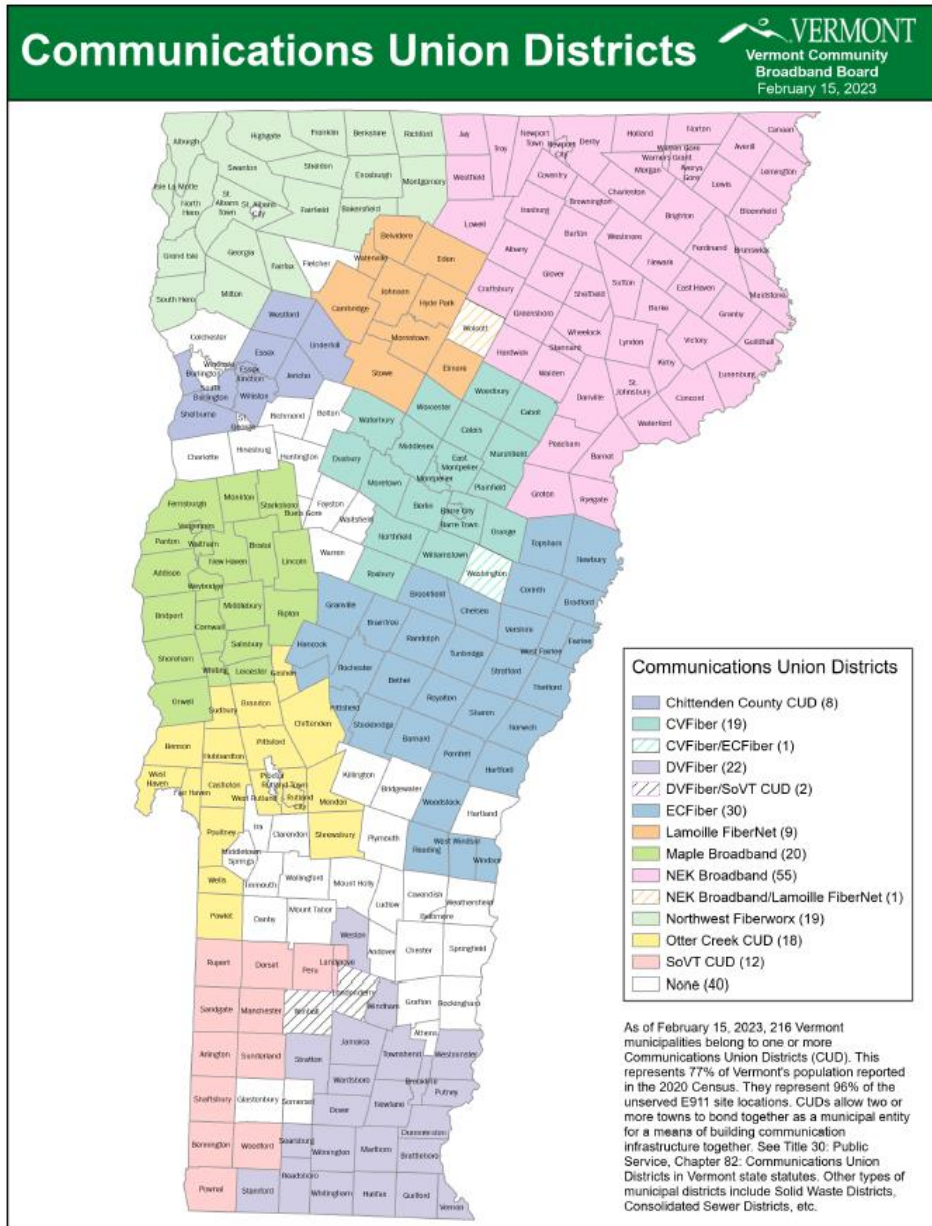 Communications Union Districts
VERMONT
Vermont Community
Broadband Board
February 15, 2023
Alburgh
Highgate
Franklin
Berkshire
Richford
Jay
Troy
Newport
Town
Newport
City
Derby
Holland
Norton
Canaan
Warren Gore
Warners Grant
Averys
Gore
Averill
Lemington
Isle La Motte
Swanton
Sheldon
Enosburgh
Montgomery
Westfield
Coventry
Morgan
Lewis
North
Hero
St.
Albans
Town
St. Albans
City
Fairfield
Bakersfield
Lowell
Irasburg
Brownington
Charleston
Brighton
Bloomfield
Belvidere
Grand Isle
Georgia
Fairfax
Fletcher
Waterville
Eden
Albany
Barton
Westmore
Ferdinand
Brunswick
South Hero
Milton
Cambridge
Johnson
Hyde Park
Craftsbury
Glover
Sutton
Newark
East Haven
Maidstone
Westford
Morristown
Wolcott
Greensboro
Sheffield
Burke
Granby
Colchester
Underhill
Hardwick
Stannard
Wheelock
Lyndon
Victory
Guildhall
Essex
Stowe
Elmore
Walden
Kirby
Lunenburg
Winooski
Burlington
Essex
Junction
Jericho
Woodbury
Danville
St.
Johnsbury
Concord
South
Burlington
Williston
Worcester
Cabot
Waterford
Shelburne
St.
George
Richmond
Bolton
Waterbury
Calais
Peacham
Barnet
Charlotte
Hinesburg
Huntington
Duxbury
Middlesex
East
Montpelier
Marshfield
Montpelier
Plainfield
Groton
Ryegate
Ferrisburgh
Monkton
Starksboro
Buels Gore
Fayston
Moretown
Berlin
Barre City
Barre Town
Orange
Topsham
Newbury
Vergennes
Waitsfield
Northfield
Panton
Waltham
Bristol
Warren
Williamstown
Washington
Addison
New Haven
Lincoln
Roxbury
Brookfield
Corinth
Bradford
Weybridge
Granville
Chelsea
Bridport
Middlebury
Ripton
Braintree
Randolph
Vershire
Fairlee
Cornwall
Hancock
Tunbridge
West Fairlee
Shoreham
Salisbury
Rochester
Bethel
Strafford
Thetford
Whiting
Leicester
Goshen
Royalton
Orwell
Sudbury
Brandon
Pittsfield
Stockbridge
Sharon
Norwich
Chittenden
Barnard
Pomfret
Benson
Hubbardton
Pittsford
Hartford
Killington
West
Haven
Castleton
Proctor
Rutland Town
Bridgewater
Woodstock
Fair Haven
West Rutland
Rutland
City
Mendon
Hartland
Ira
Clarendon
Shrewsbury
Plymouth
Reading
West Windsor
Windsor
Poultney
Middletown
Springs
Wells
Tinmouth
Wallingford
Mount Holly
Ludlow
Cavendish
Weathersfield
Baltimore
Pawlet
Danby
Mount Tabor
Weston
Andover
Chester
Springfield
Rupert
Dorset
Peru
Landgrove
Londonderry
Windham
Grafton
Rockingham
Sandgate
Manchester
Winhall
Athens
Jamaica
Arlington
Sunderland
Stratton
Townshend
Westminster
Wardsboro
Brookline
Shaftsbury
Glastenbury
Somerset
Putney
Dover
Newfane
Dummerston
Bennington
Woodford
Searsburg
Wilmington
Marlboro
Brattleboro
Readsboro
Pownal
Stamford
Whitingham
Halifax
Guilford
Vernon
Communications Union Districts
Chittenden County CUD (8)
CVFiber (19)
CVFiber/ECFiber (1)
DVFiber (22)
DVFiber/SoVT CUD (2)
ECFiber (30)
Lamoille FiberNet (9)
Maple Broadband (20)
NEK Broadband (55)
NEK Broadband/Lamoille FiberNet (1)
Northwest Fiberworx (19)
Otter Creek CUD (18)
SoVT CUD (12)
None (40)
As of February 15, 2023, 216 Vermont
municipalities belong to one or more
Communications Union Districts (CUD). This
represents 77% of Vermont's population reported
in the 2020 Census. They represent 96% of the
unserved E911 site locations. CUDs allow two or
more towns to bond together as a municipal entity
for a means of building communication
infrastructure together. See Title 30: Public
Service, Chapter 82: Communications Union
Districts in Vermont state statutes. Other types of
municipal districts include Solid Waste Districts,
Consolidated Sewer Districts, etc.